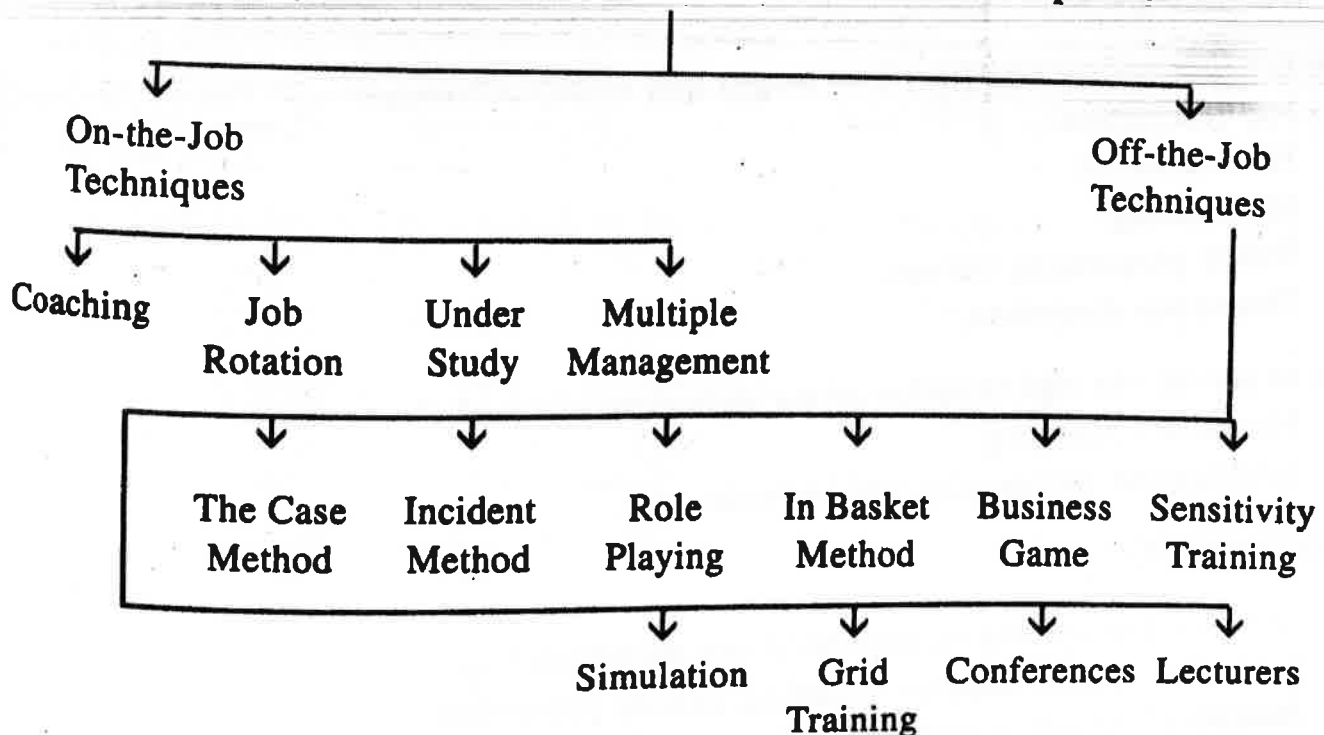 On-the-Job
Techniques
Off-the-Job
Techniques
Coaching
Job
Rotation
Under
Study
Multiple
Management
The Case
Method
Incident
Method
Role
Playing
In Basket
Method
Business
Game
Sensitivity
Training
Simulation
Grid
Training
Conferences
Lecturers